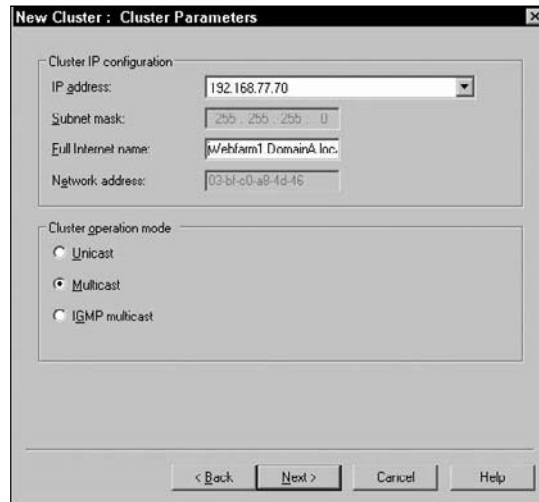 New Cluster : Cluster Parameters
Cluster IP configuration
IP address: 192.168.77.70
Subnet mask: 255 . 255 . 255 . 0
Full Internet name: Webfarm1.DomainA.loc
Network address: 03-bf-c0-a8-4d-46
Cluster operation mode
Unicast
Multicast
IGMP multicast
< Back Next > Cancel Help